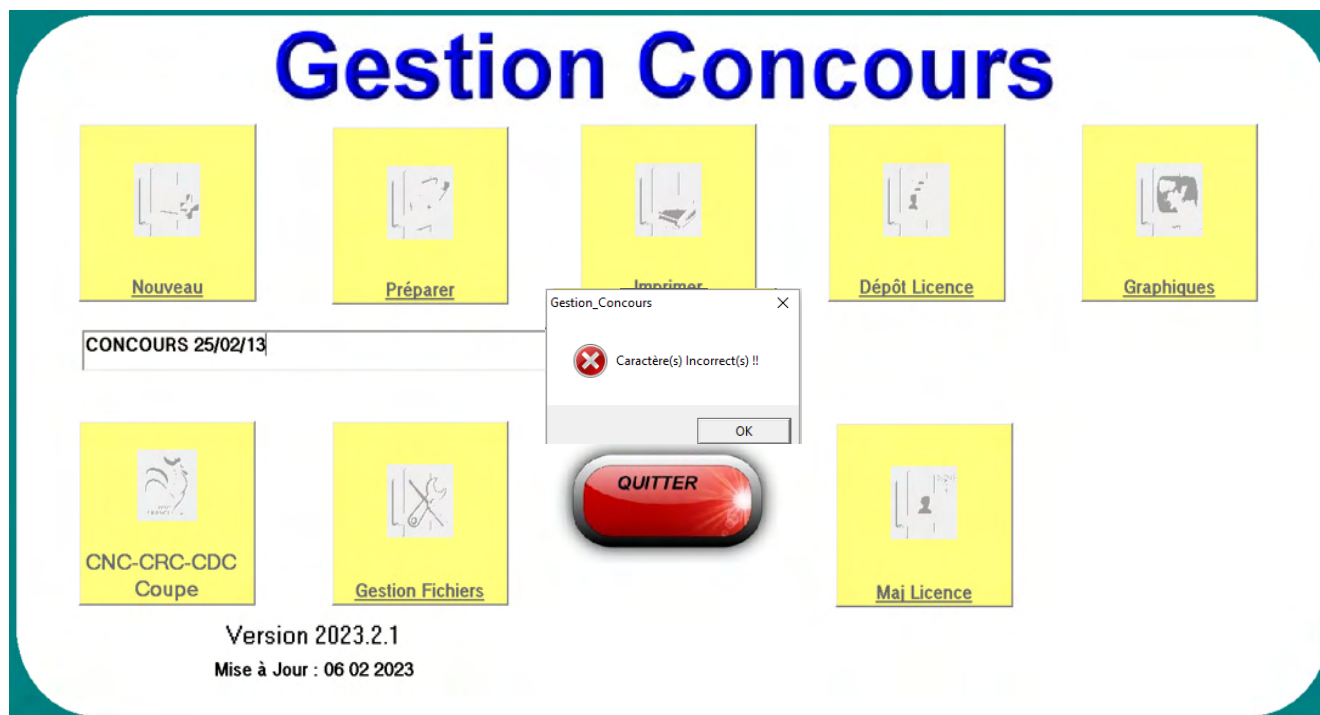 Gestion Concours
Nouveau
Préparer
Imprimer
Dépôt Licence
Graphiques
CONCOURS 25/02/13
Gestion_Concours
Caractère(s) Incorrect(s) !!
OK
QUITTER
CNC-CRC-CDC
Coupe
Gestion Fichiers
Maj Licence
Version 2023.2.1
Mise à Jour : 06 02 2023